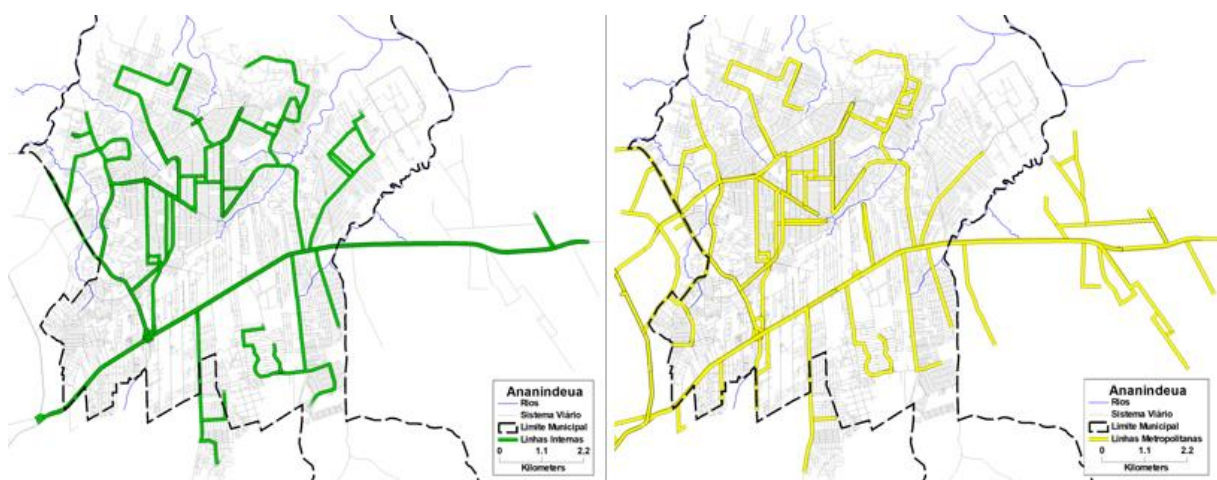 Ananindeua
Rios
Sistema Viário
Limite Municipal
Linhas Internas
0 1.1 2.2
Kilometers
Ananindeua
Rios
Sistema Viário
Limite Municipal
Linhas Metropolitanas
0 1.1 2.2
Kilometers